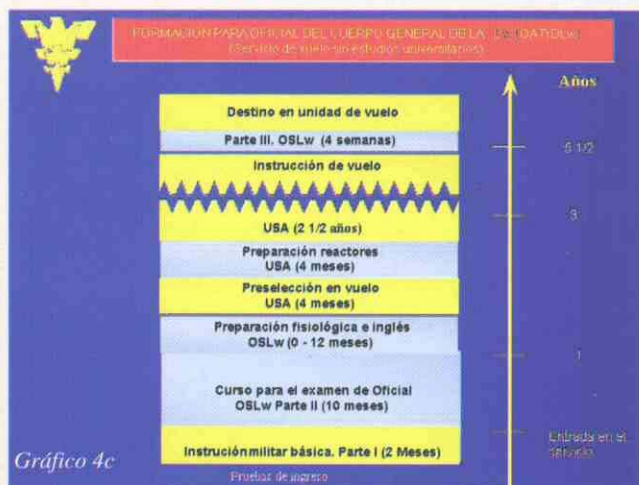 FORMACIÓN PARA OFICIAL DEL CUERPO GENERAL DE LA
(Servicio de vuelo sin estudios universitarios)
Años
Destino en unidad de vuelo
Parte III. OSLw (4 semanas)
5 1/2
Instrucción de vuelo
3
USA (2 1/2 años)
Preparación reactores
USA (4 meses)
Preselección en vuelo
USA (4 meses)
Preparación fisiológica e inglés
OSLw (0 - 12 meses)
1
Curso para el examen de Oficial
OSLw Parte II (10 meses)
Entrada en el
servicio
Instrución militar básica. Parte I (2 Meses)
Gráfico 4c
Pruebas de ingreso